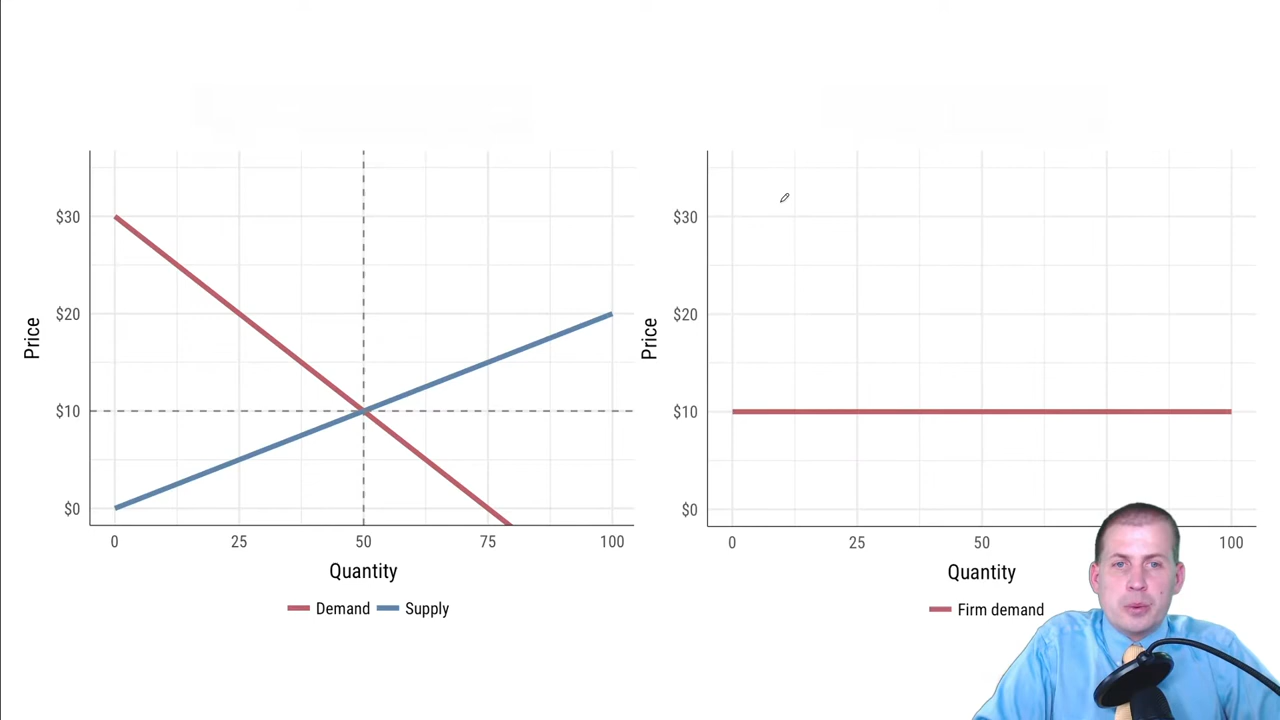 $30
$20
$10
$0
Price
0 25 50 75 100
Quantity
Demand Supply
$30
$20
$10
$0
Price
0 25 50 100
Quantity
Firm demand